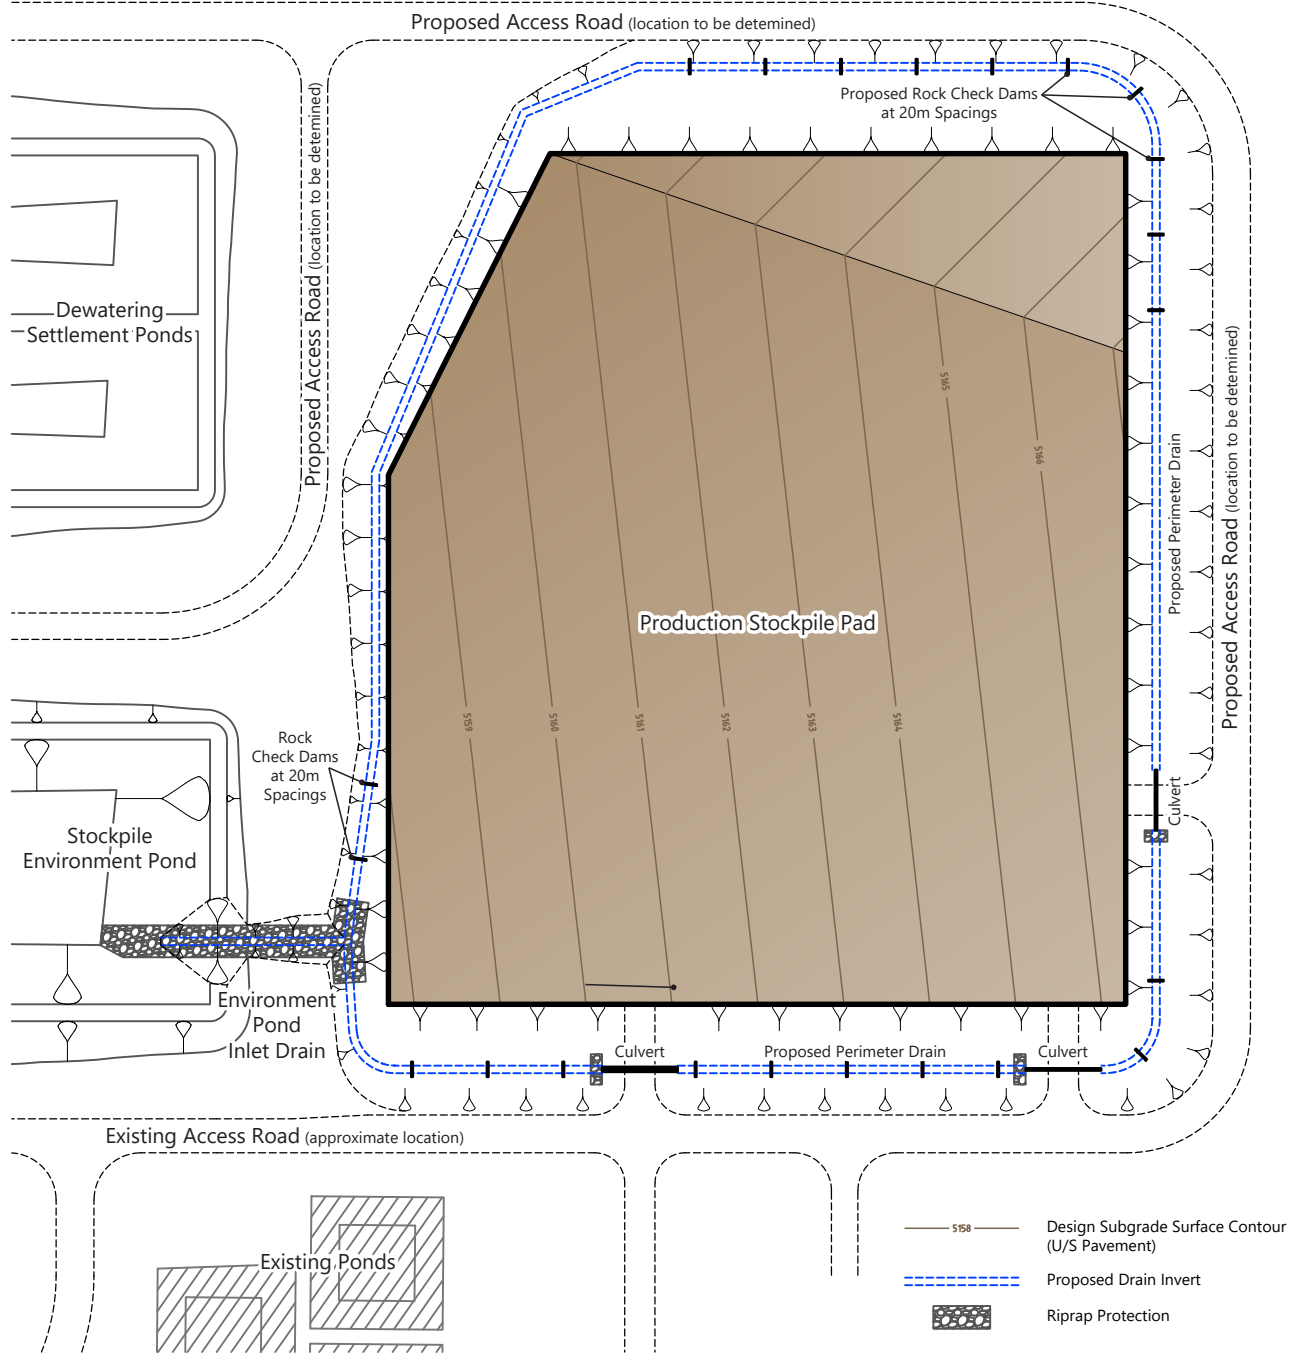 Proposed Access Road (location to be detemined)
Proposed Rock Check Dams
at 20m Spacings
Proposed Access Road (location to be detemined)
Dewatering
Settlement Ponds
Proposed Access Road (location to be detemined)
Proposed Perimeter Drain
5165
5166
Production Stockpile Pad
5159
5160
5161
5162
5163
5164
Rock
Check Dams
at 20m
Spacings
Culvert
Stockpile
Environment Pond
Environment
Pond
Inlet Drain
Culvert
Proposed Perimeter Drain
Culvert
Existing Access Road (approximate location)
Existing Ponds
5158
Design Subgrade Surface Contour
(U/S Pavement)
Proposed Drain Invert
Riprap Protection